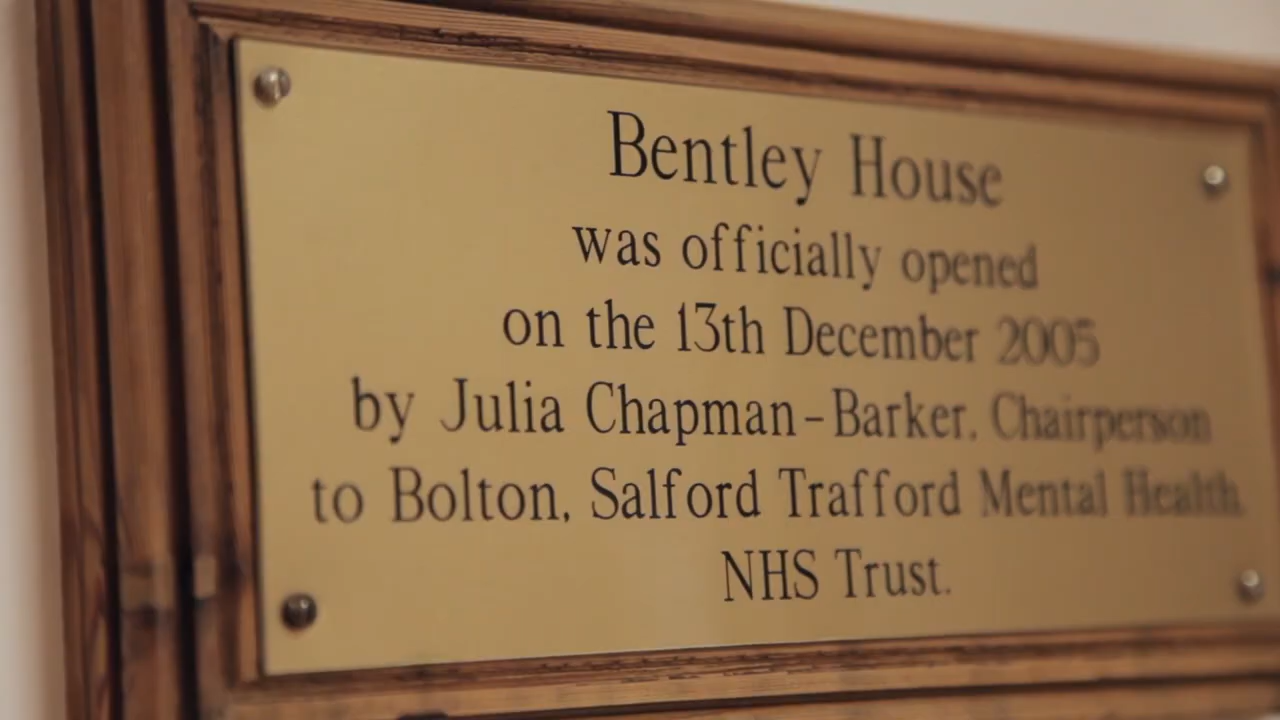 Bentley House
was officially opened
on the 13th December 2005
by Julia Chapman-Barker, Chairperson
to Bolton, Salford Trafford Mental Health,
NHS Trust.